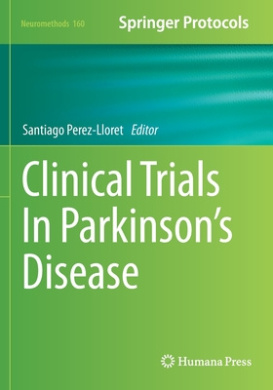 Neuromethods 160
Springer Protocols
Santiago Perez-Lloret Editor
Clinical Trials
In Parkinson's
Disease
Humana Press